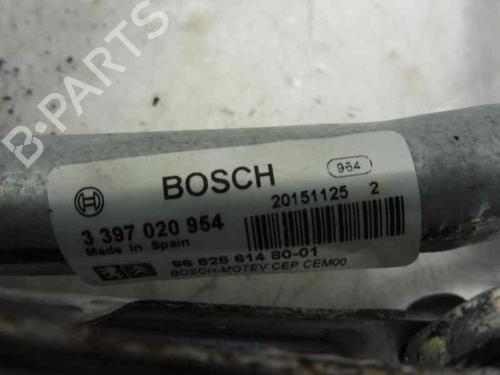 B-PARTS
BOSCH
964
20151125 2
3 397 020 954
Made in Spain
96 828 614 80-01
BOSCH-MOTEV CEP CEM00